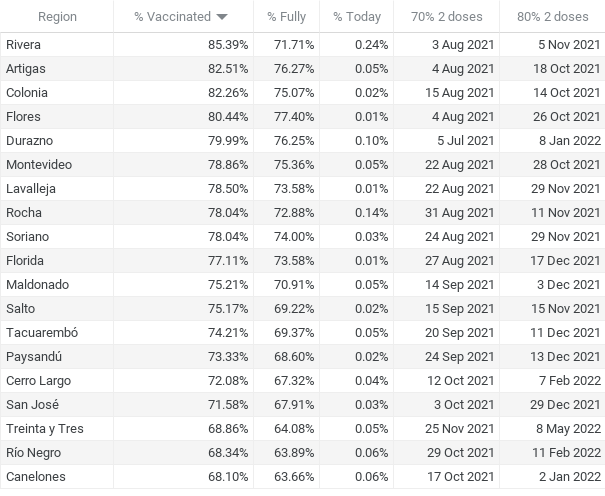 Region % Vaccinated % Fully % Today 70% 2 doses 80% 2 doses
Rivera 85.39% 71.71% 0.24% 3 Aug 2021 5 Nov 2021
Artigas 82.51% 76.27% 0.05% 4 Aug 2021 18 Oct 2021
Colonia 82.26% 75.07% 0.02% 15 Aug 2021 14 Oct 2021
Flores 80.44% 77.40% 0.01% 4 Aug 2021 26 Oct 2021
Durazno 79.99% 76.25% 0.10% 5 Jul 2021 8 Jan 2022
Montevideo 78.86% 75.36% 0.05% 22 Aug 2021 28 Oct 2021
Lavalleja 78.50% 73.58% 0.01% 22 Aug 2021 29 Nov 2021
Rocha 78.04% 72.88% 0.14% 31 Aug 2021 11 Nov 2021
Soriano 78.04% 74.00% 0.03% 24 Aug 2021 29 Nov 2021
Florida 77.11% 73.58% 0.01% 27 Aug 2021 17 Dec 2021
Maldonado 75.21% 70.91% 0.05% 14 Sep 2021 3 Dec 2021
Salto 75.17% 69.22% 0.02% 15 Sep 2021 15 Nov 2021
Tacuarembó 74.21% 69.37% 0.05% 20 Sep 2021 11 Dec 2021
Paysandú 73.33% 68.60% 0.02% 24 Sep 2021 13 Dec 2021
Cerro Largo 72.08% 67.32% 0.04% 12 Oct 2021 7 Feb 2022
San José 71.58% 67.91% 0.03% 3 Oct 2021 29 Dec 2021
Treinta y Tres 68.86% 64.08% 0.05% 25 Nov 2021 8 May 2022
Río Negro 68.34% 63.89% 0.06% 29 Oct 2021 11 Feb 2022
Canelones 68.10% 63.66% 0.06% 17 Oct 2021 2 Jan 2022